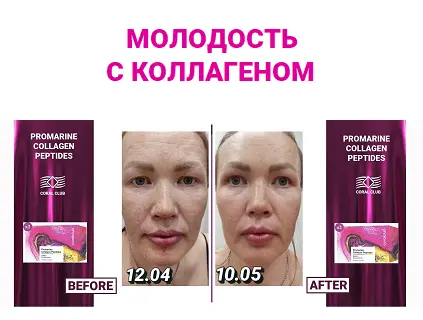 МОЛОДОСТЬ
С КОЛЛАГЕНОМ
PROMARINE
COLLAGEN
PEPTIDES
CORAL CLUB
BEFORE
12.04
10.05
PROMARINE
COLLAGEN
PEPTIDES
CORAL CLUB
AFTER